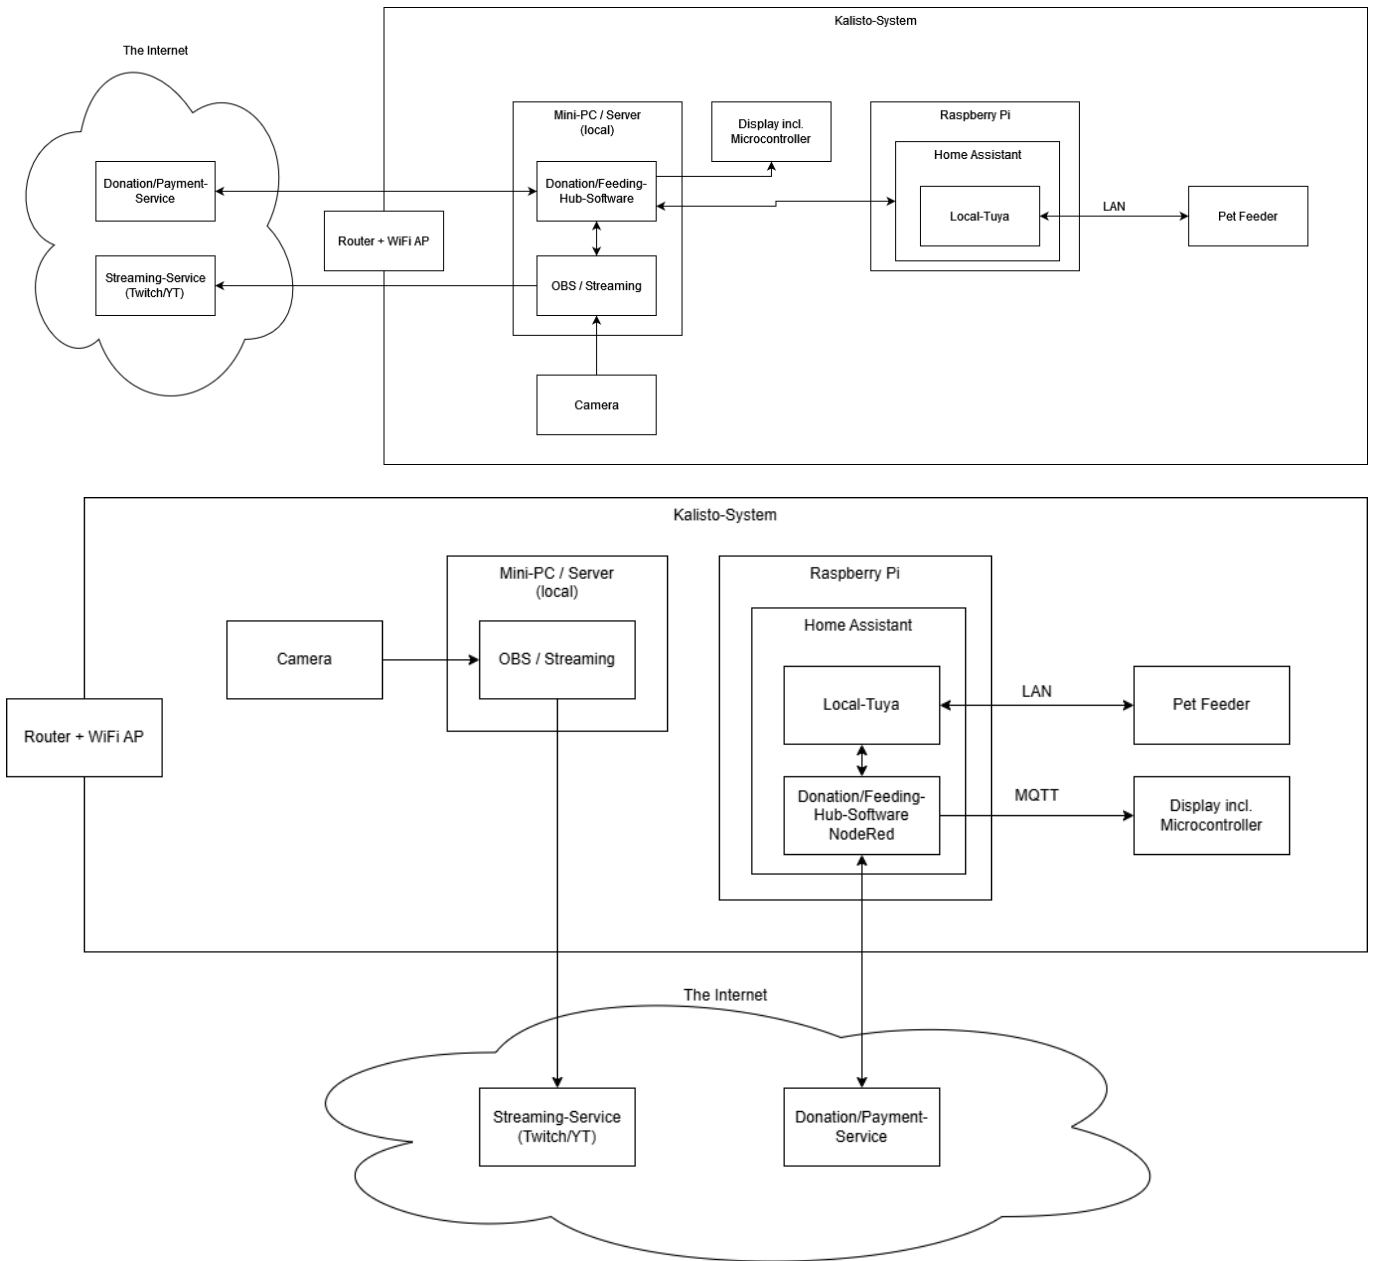 Kalisto-System
The Internet
Mini-PC / Server
(local)
Display incl.
Microcontroller
Raspberry Pi
Home Assistant
Donation/Payment-
Service
Donation/Feeding-
Hub-Software
Local-Tuya
LAN
Pet Feeder
Router + WiFi AP
Streaming-Service
(Twitch/YT)
OBS / Streaming
Camera
Kalisto-System
Mini-PC / Server
(local)
Raspberry Pi
Home Assistant
Camera
OBS / Streaming
Local-Tuya
LAN
Pet Feeder
Router + WiFi AP
Donation/Feeding-
Hub-Software
NodeRed
MQTT
Display incl.
Microcontroller
The Internet
Streaming-Service
(Twitch/YT)
Donation/Payment-
Service